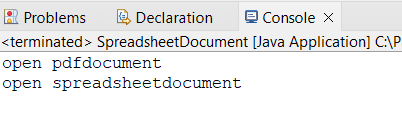 Problems Declaration Console
<terminated> SpreadsheetDocument [Java Application] C:\P
open pdfdocument
open spreadsheetdocument